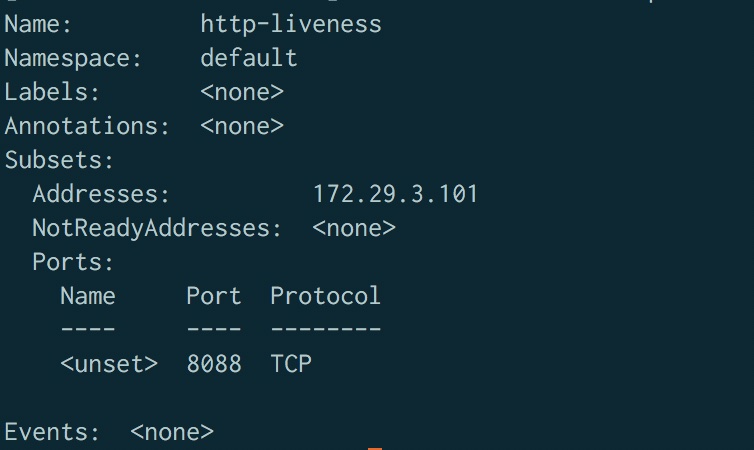 Name: http-liveness
Namespace: default
Labels: <none>
Annotations: <none>
Subsets:
Addresses: 172.29.3.101
NotReadyAddresses: <none>
Ports:
Name Port Protocol
---- ---- --------
<unset> 8088 TCP
Events: <none>